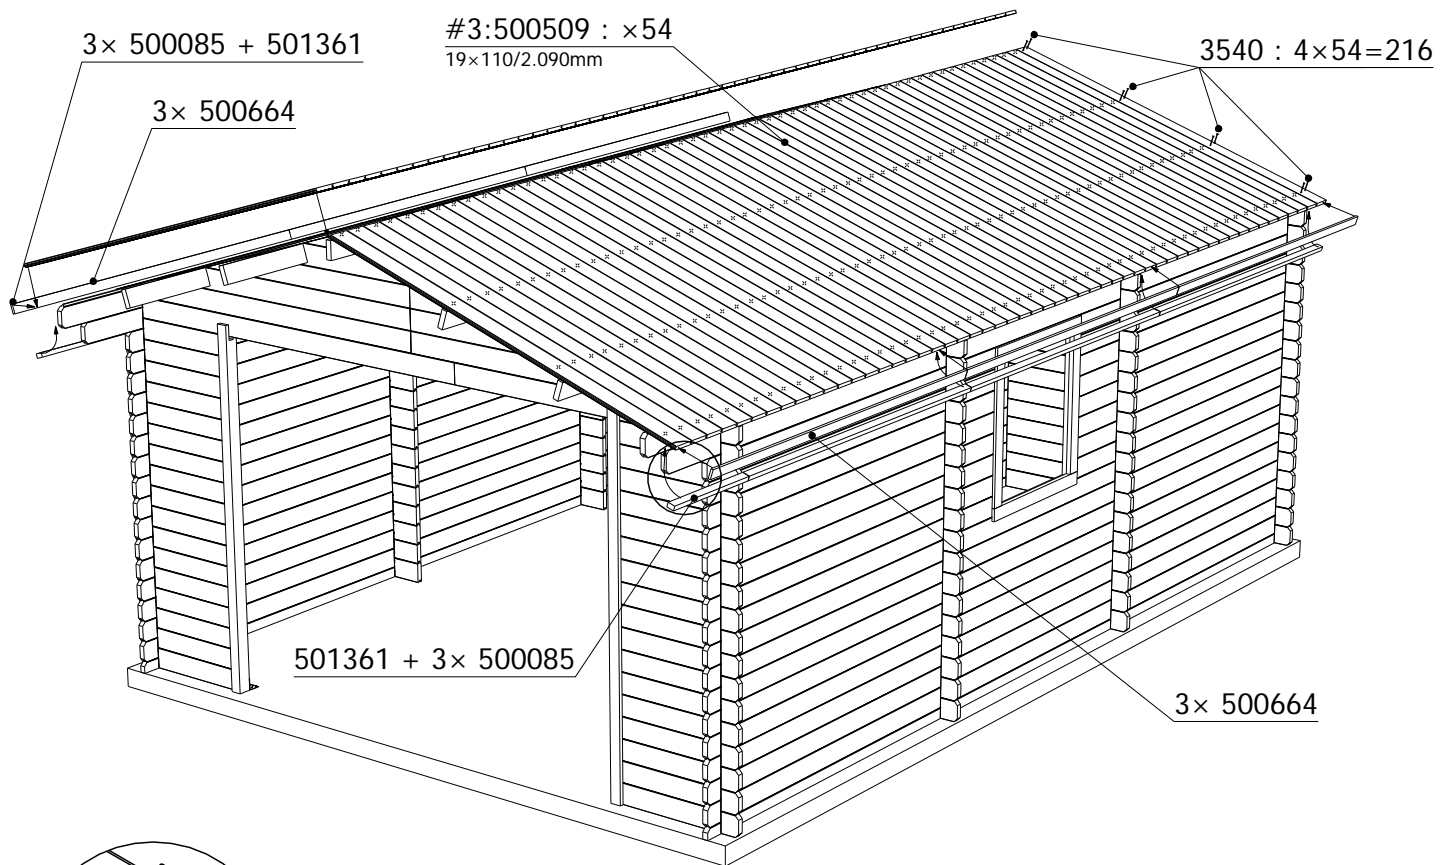 3× 500085 + 501361
#3:500509 : ×54
19×110/2.090mm
3540 : 4×54=216
3× 500664
501361 + 3× 500085
3× 500664